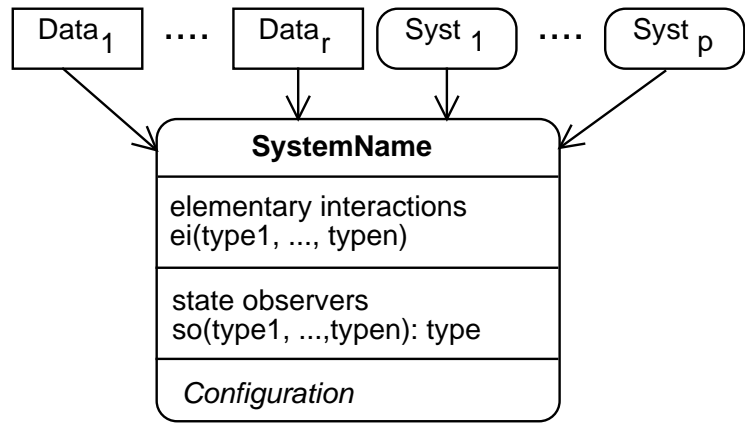 Data1 .... Datar Syst 1 .... Syst p
SystemName
elementary interactions
ei(type1, ..., typen)
state observers
so(type1, ...,typen): type
Configuration